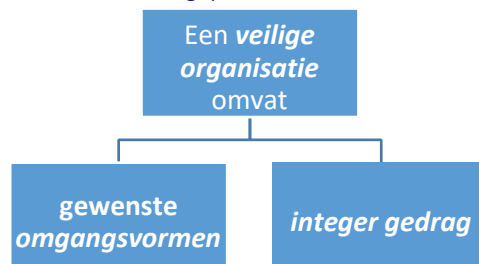 Een veilige
organisatie
omvat
gewenste
omgangsvormen
integer gedrag